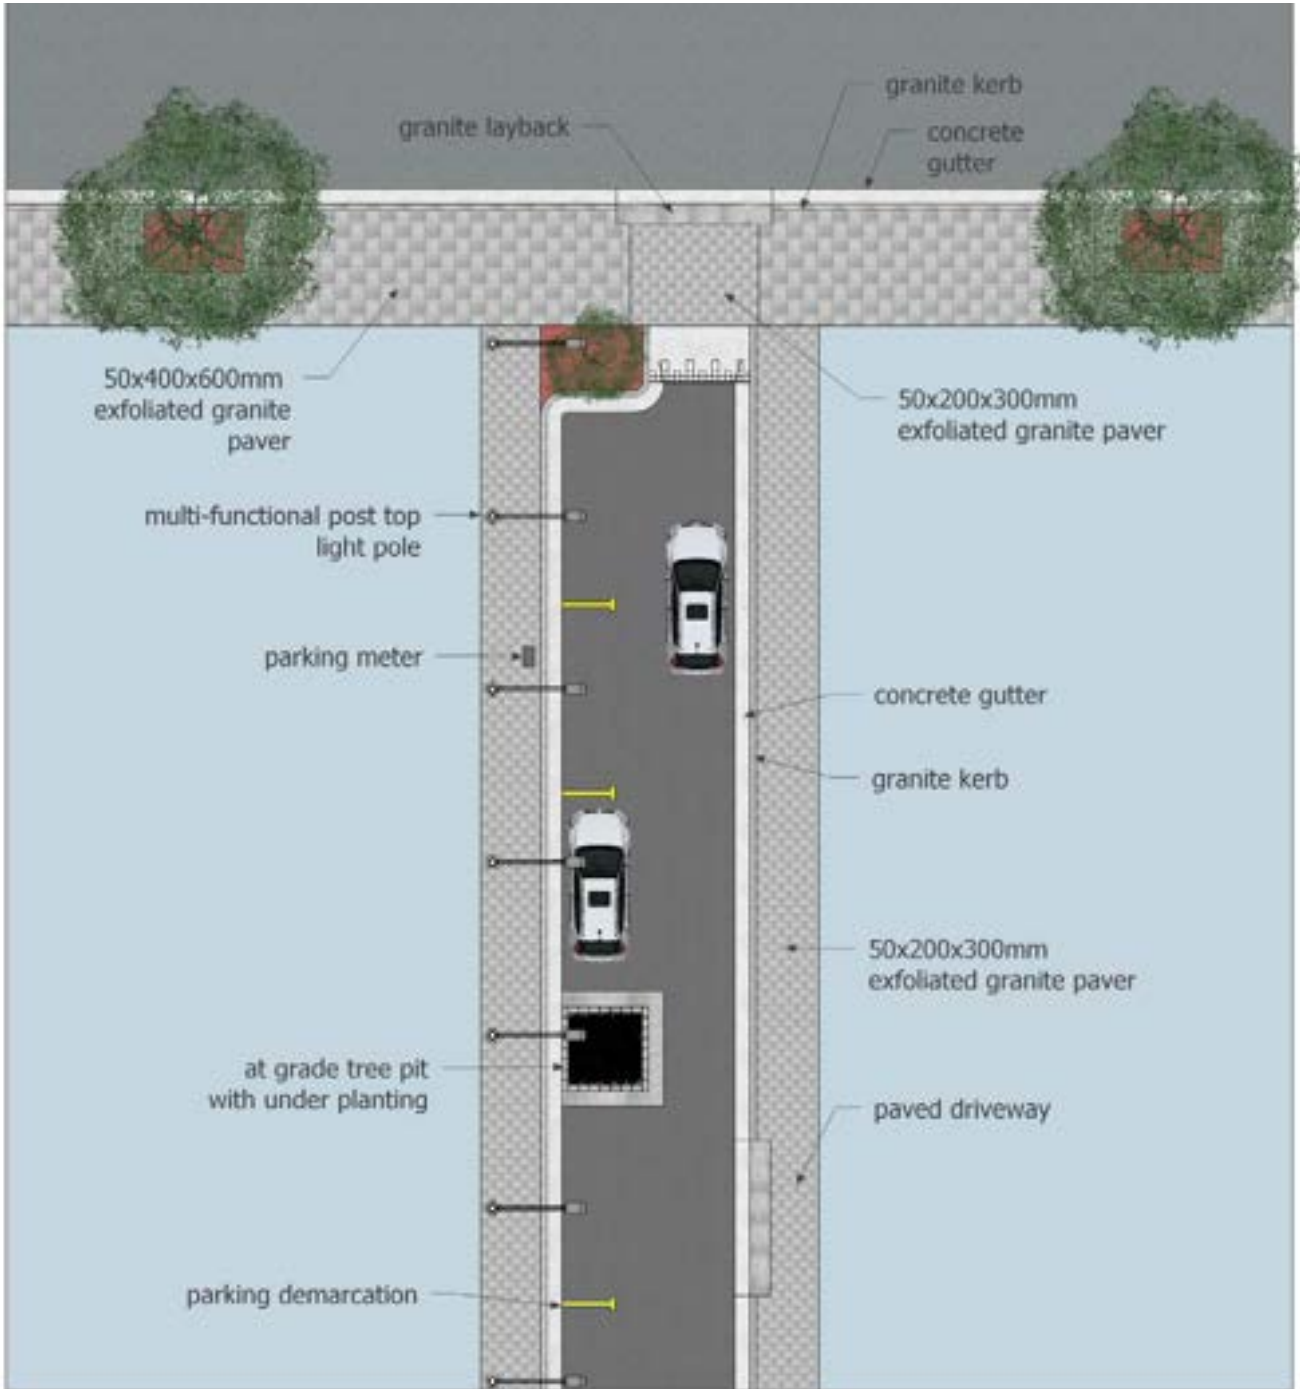 granite kerb
granite layback
concrete
gutter
50x400x600mm
exfoliated granite
paver
50x200x300mm
exfoliated granite paver
multi-functional post top
light pole
parking meter
concrete gutter
granite kerb
50x200x300mm
exfoliated granite paver
at grade tree pit
with under planting
paved driveway
parking demarcation